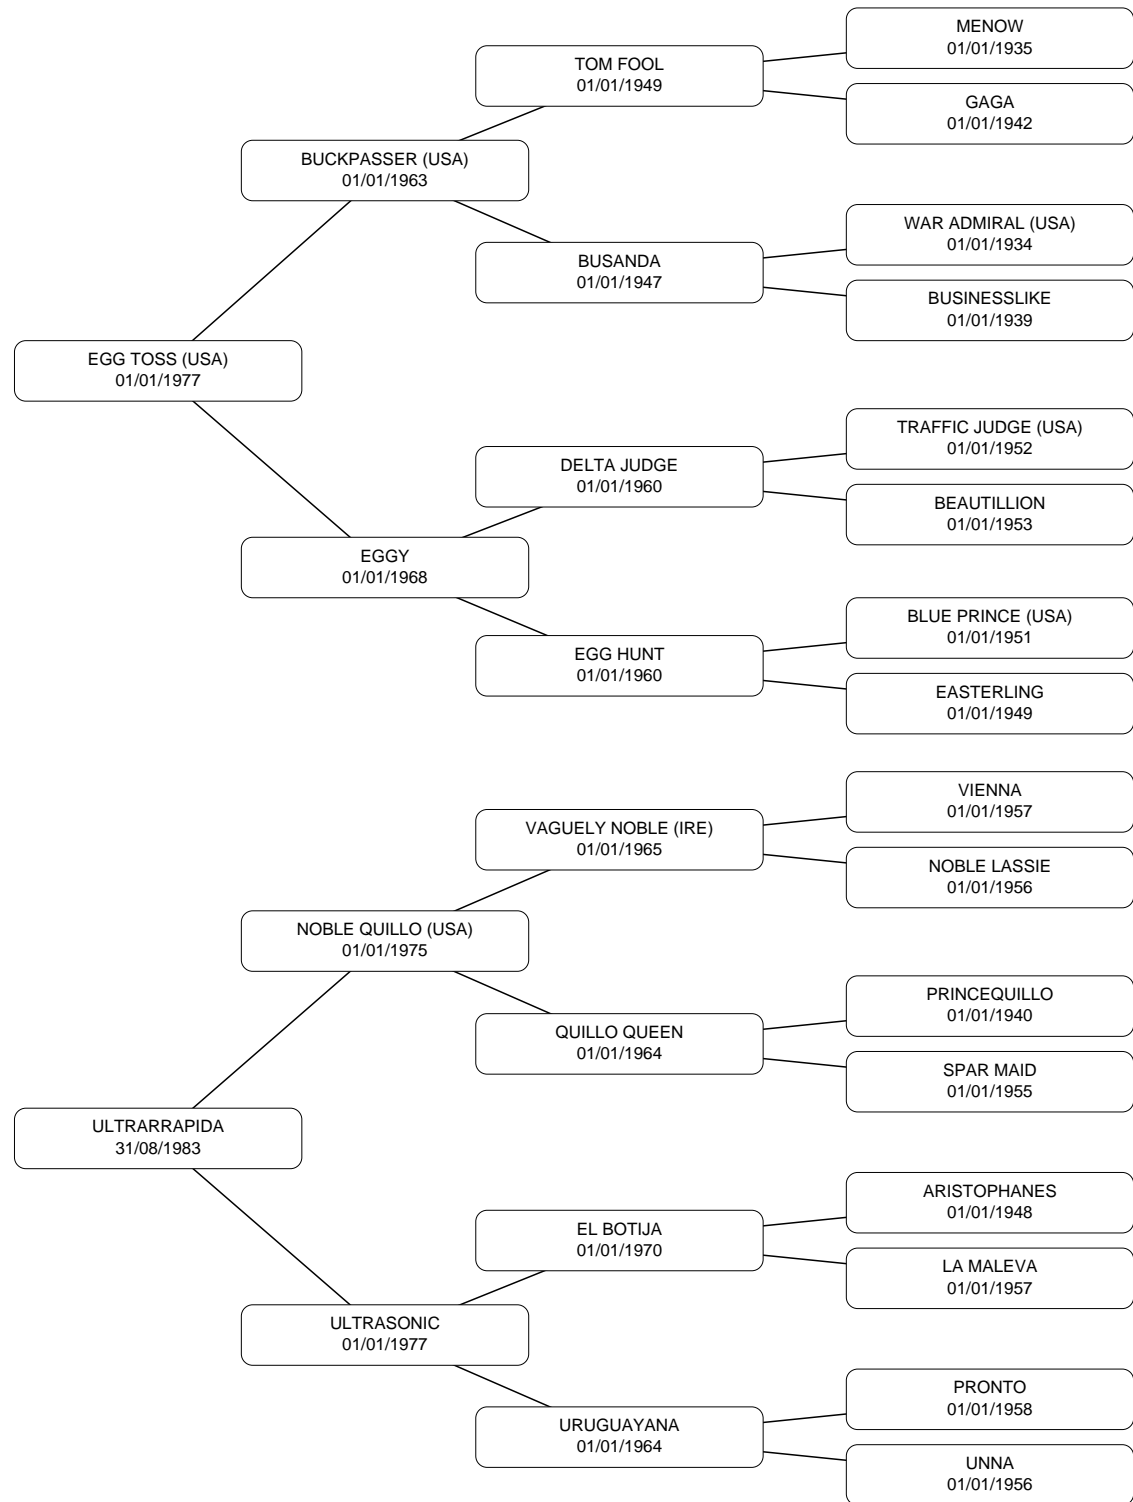 MENOW
01/01/1935
TOM FOOL
01/01/1949
GAGA
01/01/1942
BUCKPASSER (USA)
01/01/1963
WAR ADMIRAL (USA)
01/01/1934
BUSANDA
01/01/1947
BUSINESSLIKE
01/01/1939
EGG TOSS (USA)
01/01/1977
TRAFFIC JUDGE (USA)
01/01/1952
DELTA JUDGE
01/01/1960
BEAUTILLION
01/01/1953
EGGY
01/01/1968
BLUE PRINCE (USA)
01/01/1951
EGG HUNT
01/01/1960
EASTERLING
01/01/1949
VIENNA
01/01/1957
VAGUELY NOBLE (IRE)
01/01/1965
NOBLE LASSIE
01/01/1956
NOBLE QUILLO (USA)
01/01/1975
PRINCEQUILLO
01/01/1940
QUILLO QUEEN
01/01/1964
SPAR MAID
01/01/1955
ULTRARRAPIDA
31/08/1983
ARISTOPHANES
01/01/1948
EL BOTIJA
01/01/1970
LA MALEVA
01/01/1957
ULTRASONIC
01/01/1977
PRONTO
01/01/1958
URUGUAYANA
01/01/1964
UNNA
01/01/1956